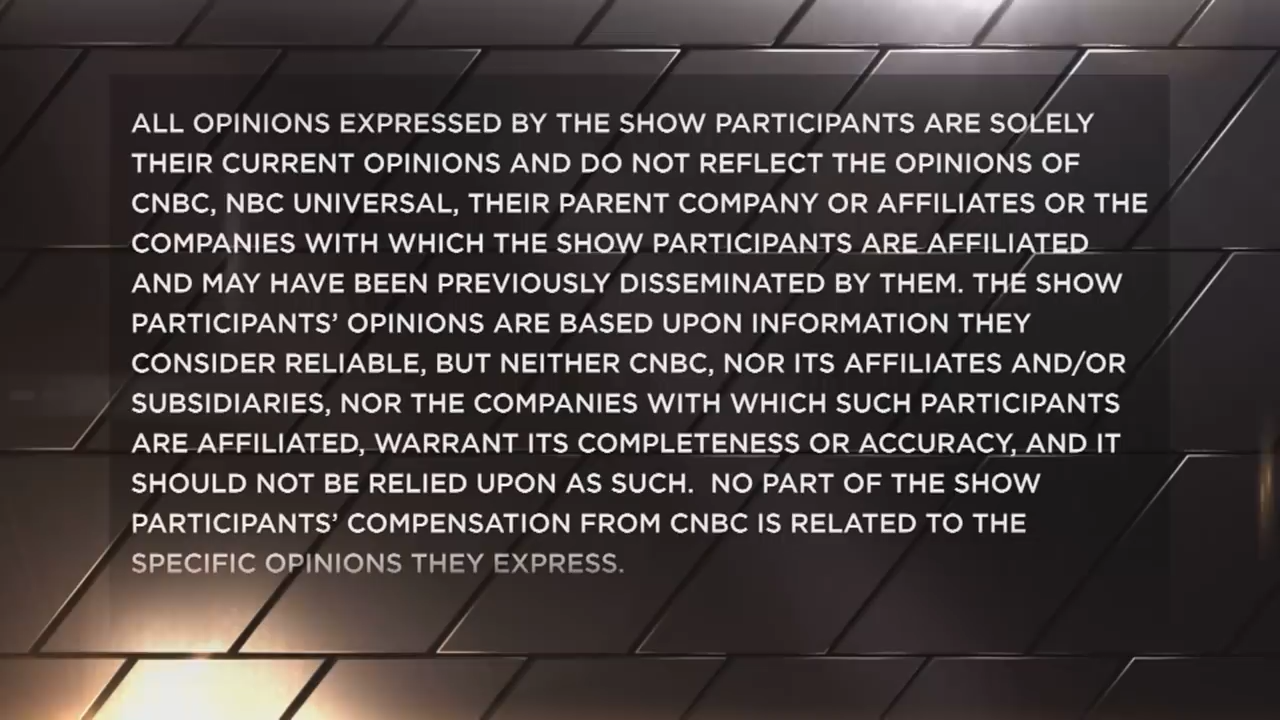 ALL OPINIONS EXPRESSED BY THE SHOW PARTICIPANTS ARE SOLELY
THEIR CURRENT OPINIONS AND DO NOT REFLECT THE OPINIONS OF
CNBC, NBC UNIVERSAL, THEIR PARENT COMPANY OR AFFILIATES OR THE
COMPANIES WITH WHICH THE SHOW PARTICIPANTS ARE AFFILIATED
AND MAY HAVE BEEN PREVIOUSLY DISSEMINATED BY THEM. THE SHOW
PARTICIPANTS’ OPINIONS ARE BASED UPON INFORMATION THEY
CONSIDER RELIABLE, BUT NEITHER CNBC, NOR ITS AFFILIATES AND/OR
SUBSIDIARIES, NOR THE COMPANIES WITH WHICH SUCH PARTICIPANTS
ARE AFFILIATED, WARRANT ITS COMPLETENESS OR ACCURACY, AND IT
SHOULD NOT BE RELIED UPON AS SUCH.  NO PART OF THE SHOW
PARTICIPANTS’ COMPENSATION FROM CNBC IS RELATED TO THE
SPECIFIC OPINIONS THEY EXPRESS.